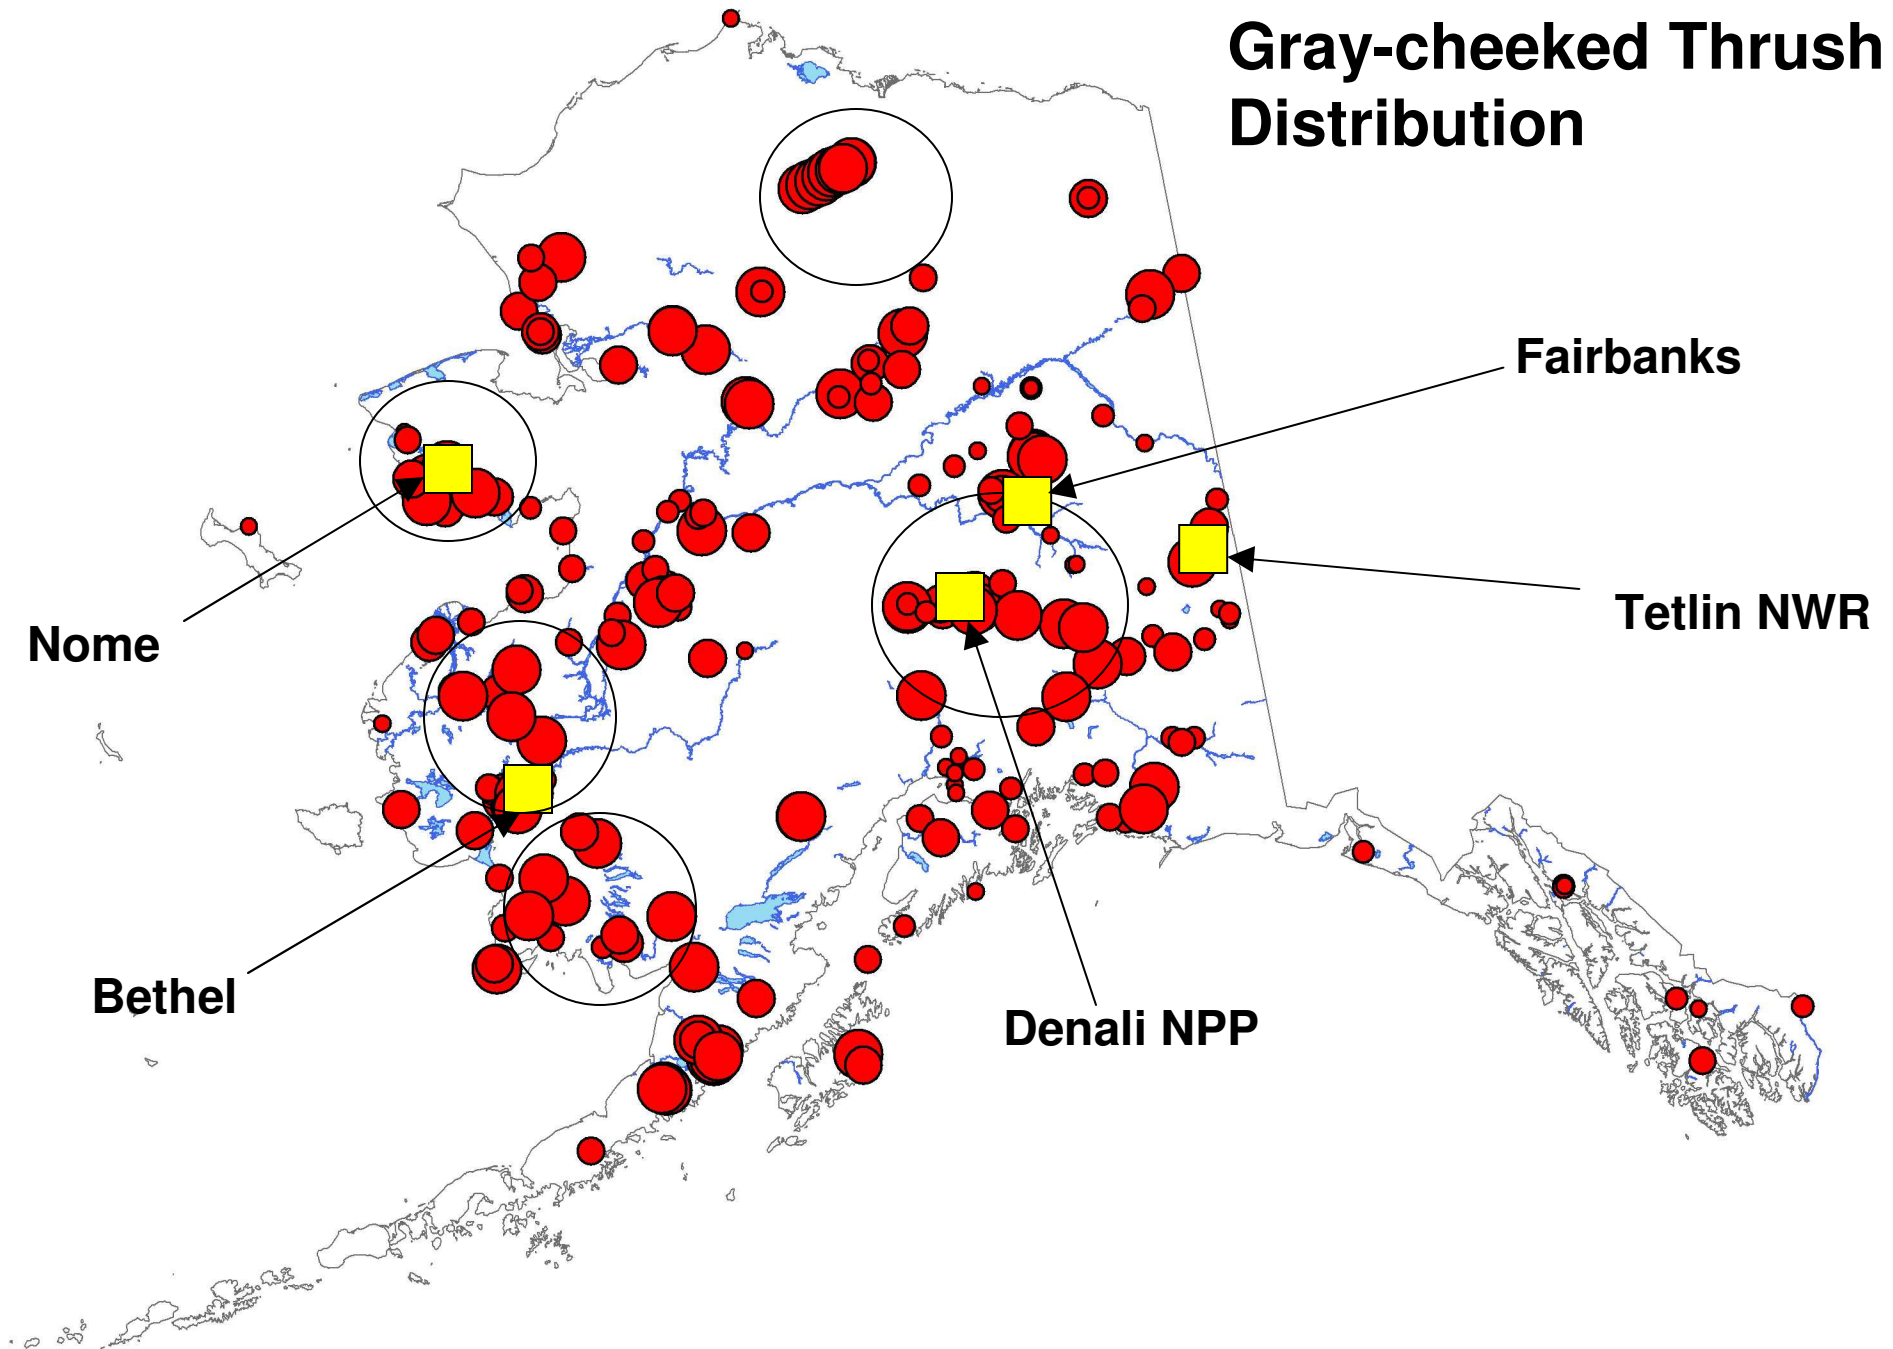 Gray-cheeked Thrush
Distribution
Fairbanks
Tetlin NWR
Nome
Bethel
Denali NPP